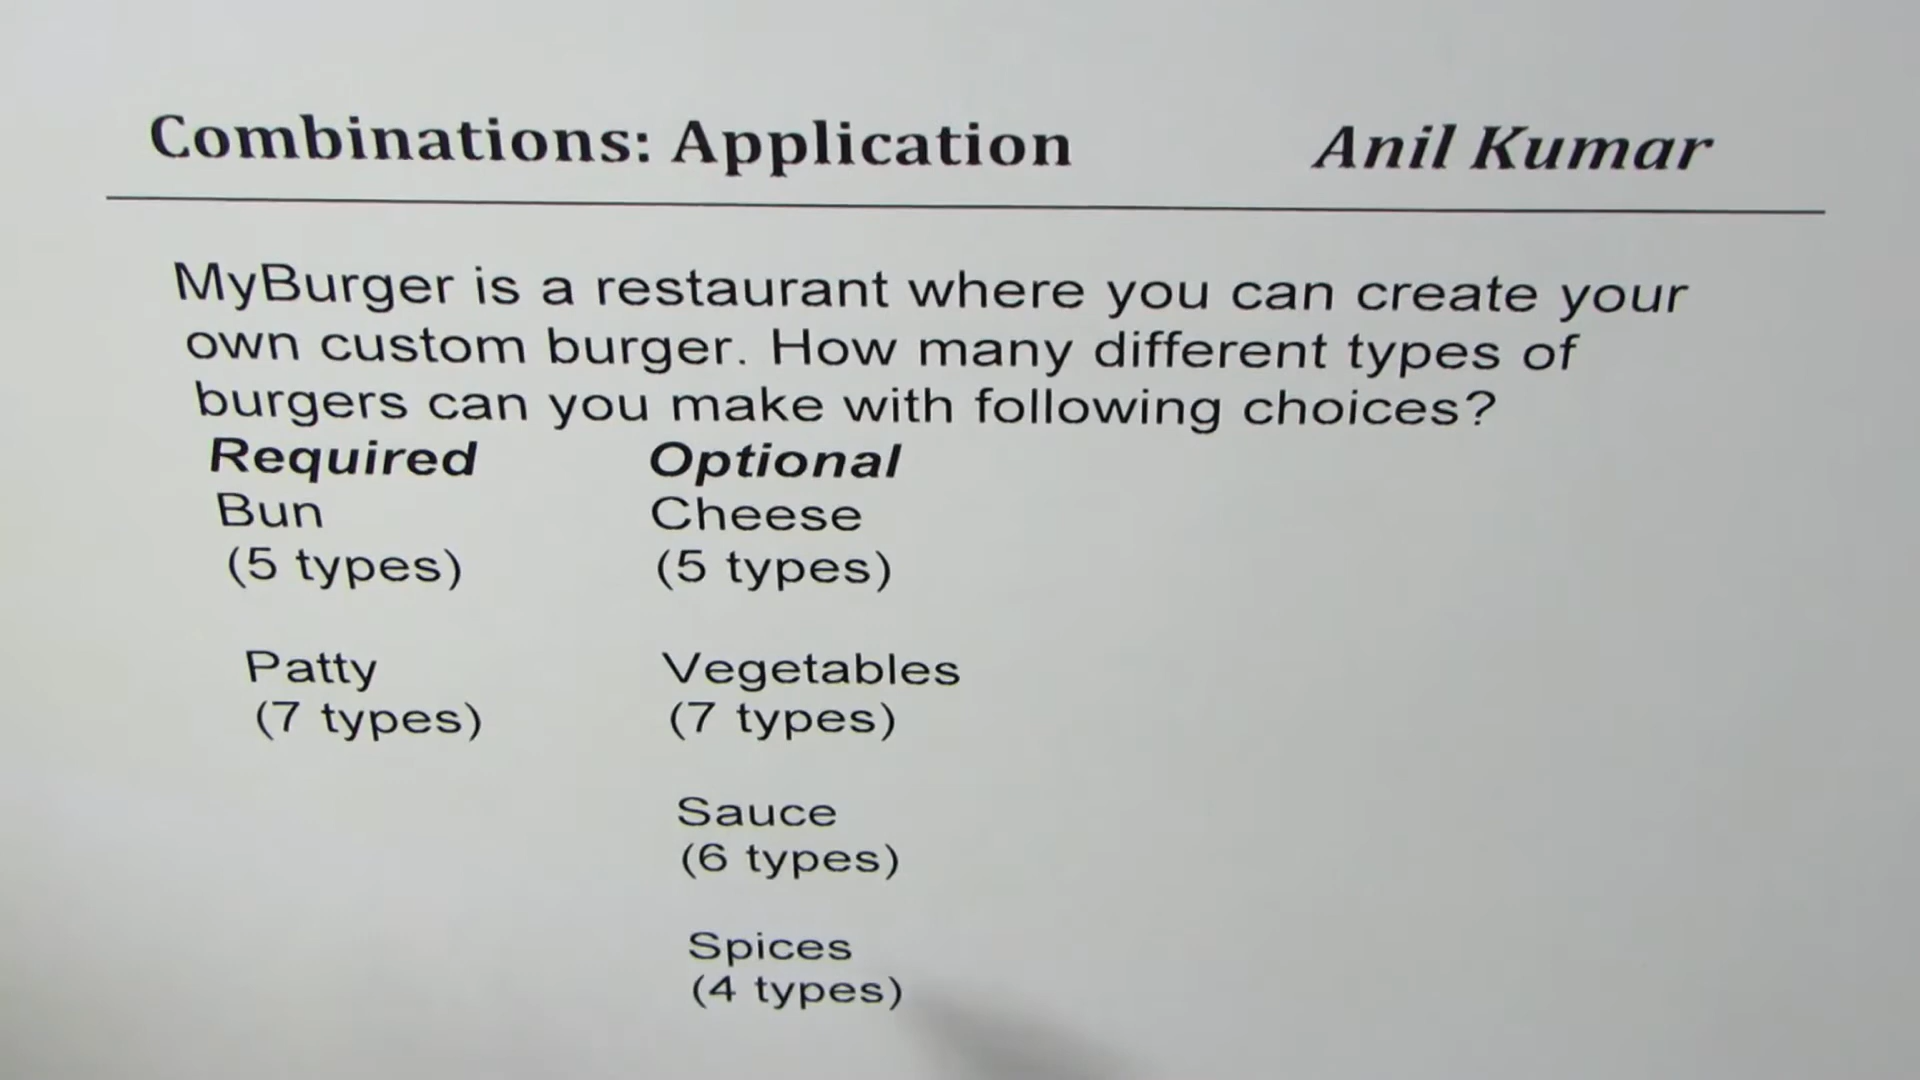 Combinations: Application Anil Kumar
MyBurger is a restaurant where you can create your
own custom burger. How many different types of
burgers can you make with following choices?
Required Optional
Bun Cheese
(5 types) (5 types)
Patty Vegetables
(7 types) (7 types)
Sauce
(6 types)
Spices
(4 types)